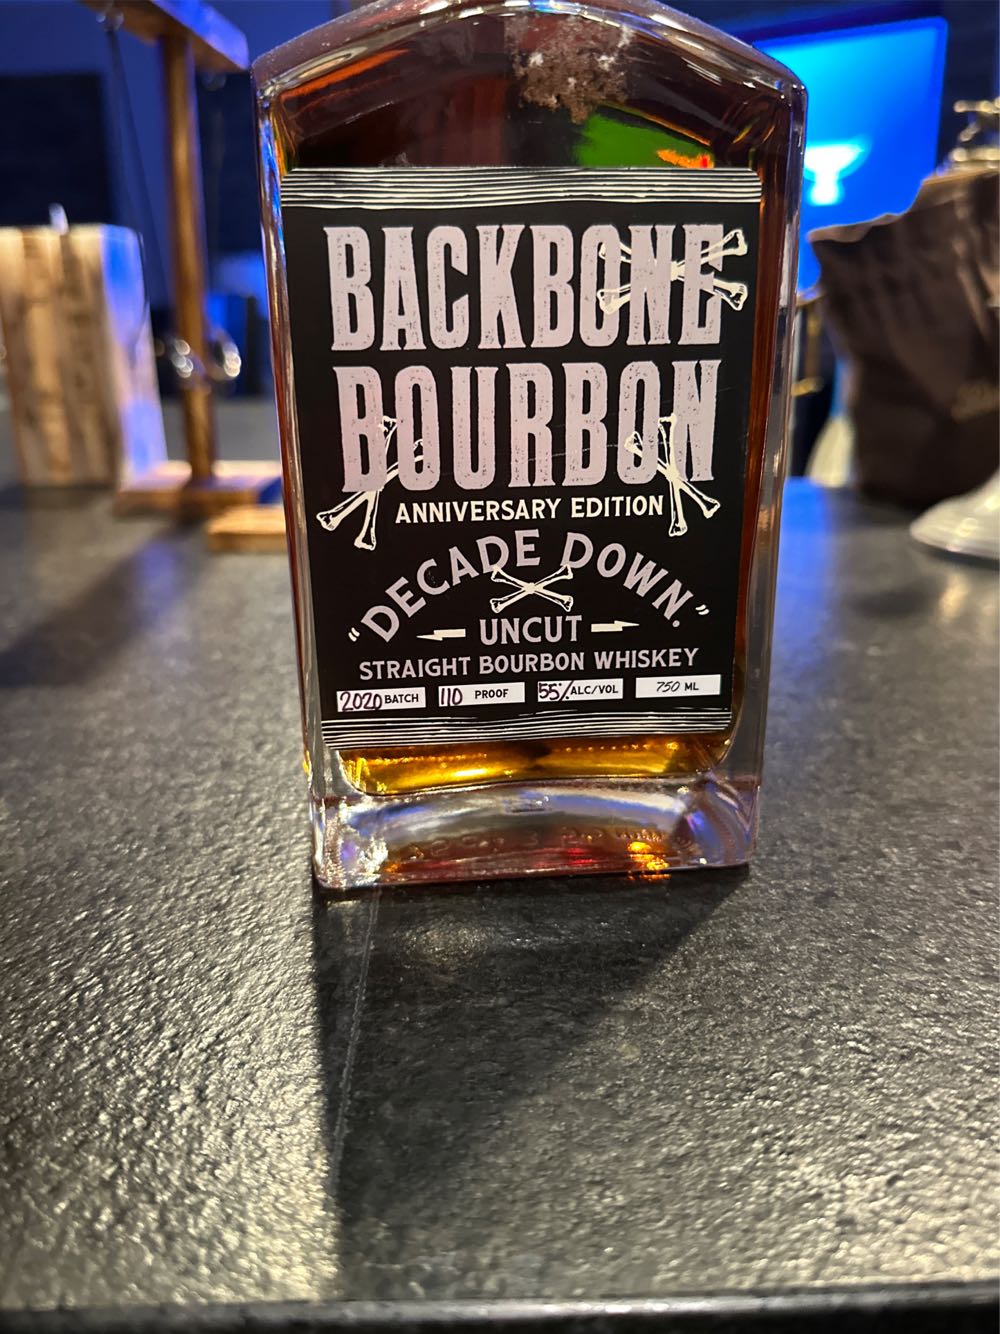 BACKBONE
BOURBON
ANNIVERSARY EDITION
"DECADE DOWN."
UNCUT
STRAIGHT BOURBON WHISKEY
2020 BATCH 110 PROOF 55% ALC/VOL 750 ML